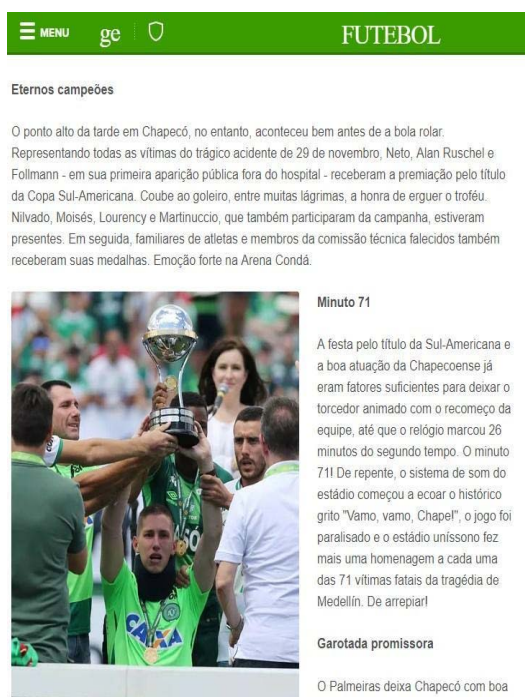 MENU ge FUTEBOL
Eternos campeões
O ponto alto da tarde em Chapecó, no entanto, aconteceu bem antes de a bola rolar.
Representando todas as vítimas do trágico acidente de 29 de novembro, Neto, Alan Ruschel e
Follmann - em sua primeira aparição pública fora do hospital - receberam a premiação pelo título
da Copa Sul-Americana. Coube ao goleiro, entre muitas lágrimas, a honra de erguer o troféu.
Nilvado, Moisés, Lourency e Martinuccio, que também participaram da campanha, estiveram
presentes. Em seguida, familiares de atletas e membros da comissão técnica falecidos também
receberam suas medalhas. Emoção forte na Arena Condá.
SÓ
CAIXA
Minuto 71
A festa pelo título da Sul-Americana e
a boa atuação da Chapecoense já
eram fatores suficientes para deixar o
torcedor animado com o recomeço da
equipe, até que o relógio marcou 26
minutos do segundo tempo. O minuto
71! De repente, o sistema de som do
estádio começou a ecoar o histórico
grito "Vamo, vamo, Chape!", o jogo foi
paralisado e o estádio uníssono fez
mais uma homenagem a cada uma
das 71 vítimas fatais da tragédia de
Medellín. De arrepiar!
Garotada promissora
O Palmeiras deixa Chapecó com boa